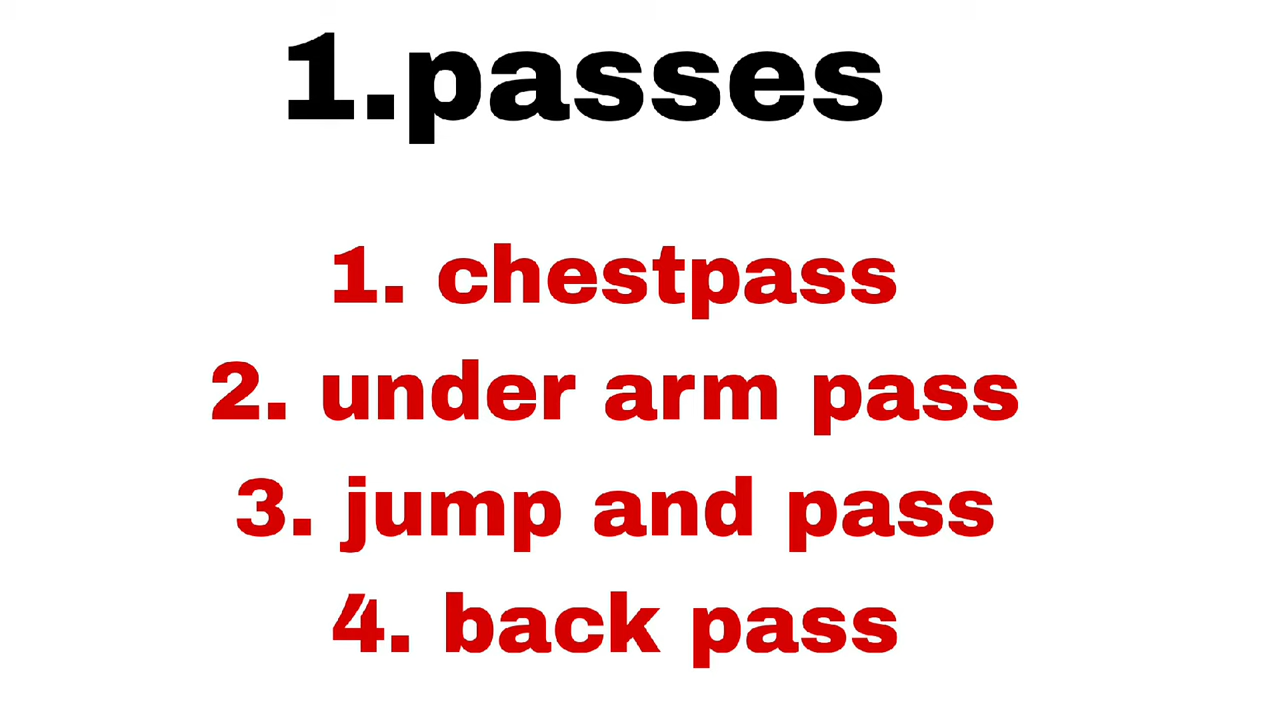 1.passes
1. chestpass
2. under arm pass
3. jump and pass
4. back pass